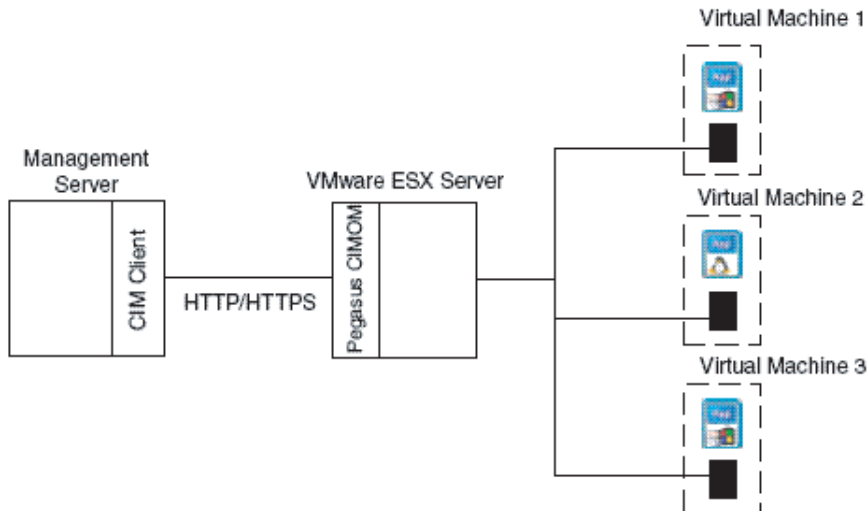 Virtual Machine 1
Management
Server
CIM Client
HTTP/HTTPS
VMware ESX Server
Pegasus CIMOM
Virtual Machine 2
Virtual Machine 3